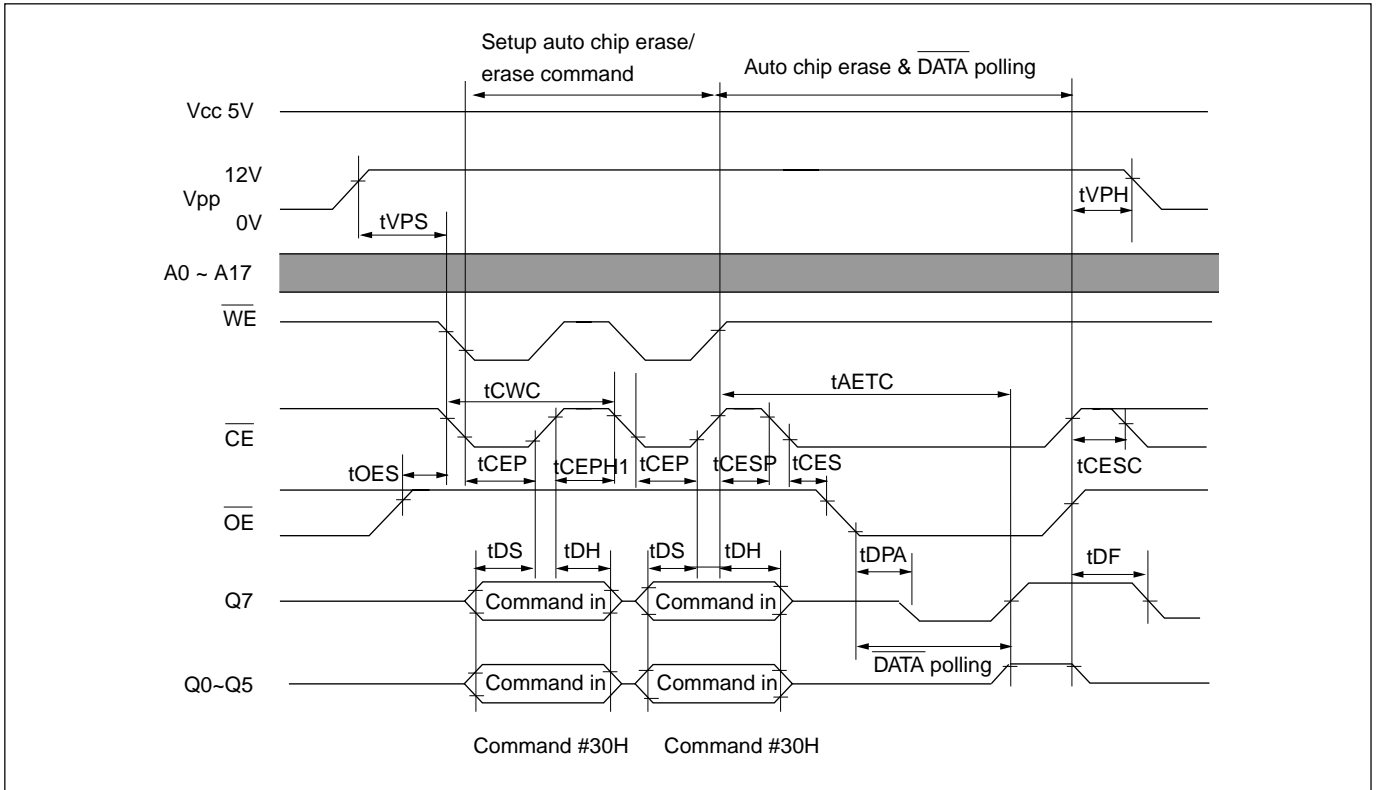 Setup auto chip erase/
erase command
Auto chip erase & DATA polling
Vcc 5V
12V
Vpp
0V
tVPS
tVPH
A0 ~ A17
WE
tCWC
tAETC
CE
tOES
tCEP
tCEPH1
tCEP
tCESP
tCES
tCESC
OE
tDS
tDH
tDS
tDH
tDPA
tDF
Q7
Command in
Command in
DATA polling
Q0~Q5
Command in
Command in
Command #30H
Command #30H